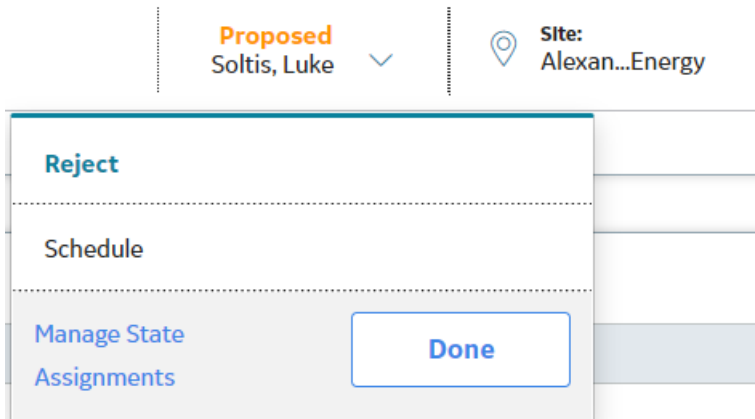 Proposed
Soltis, Luke
Site:
Alexan...Energy
Reject
Schedule
Manage State
Assignments
Done